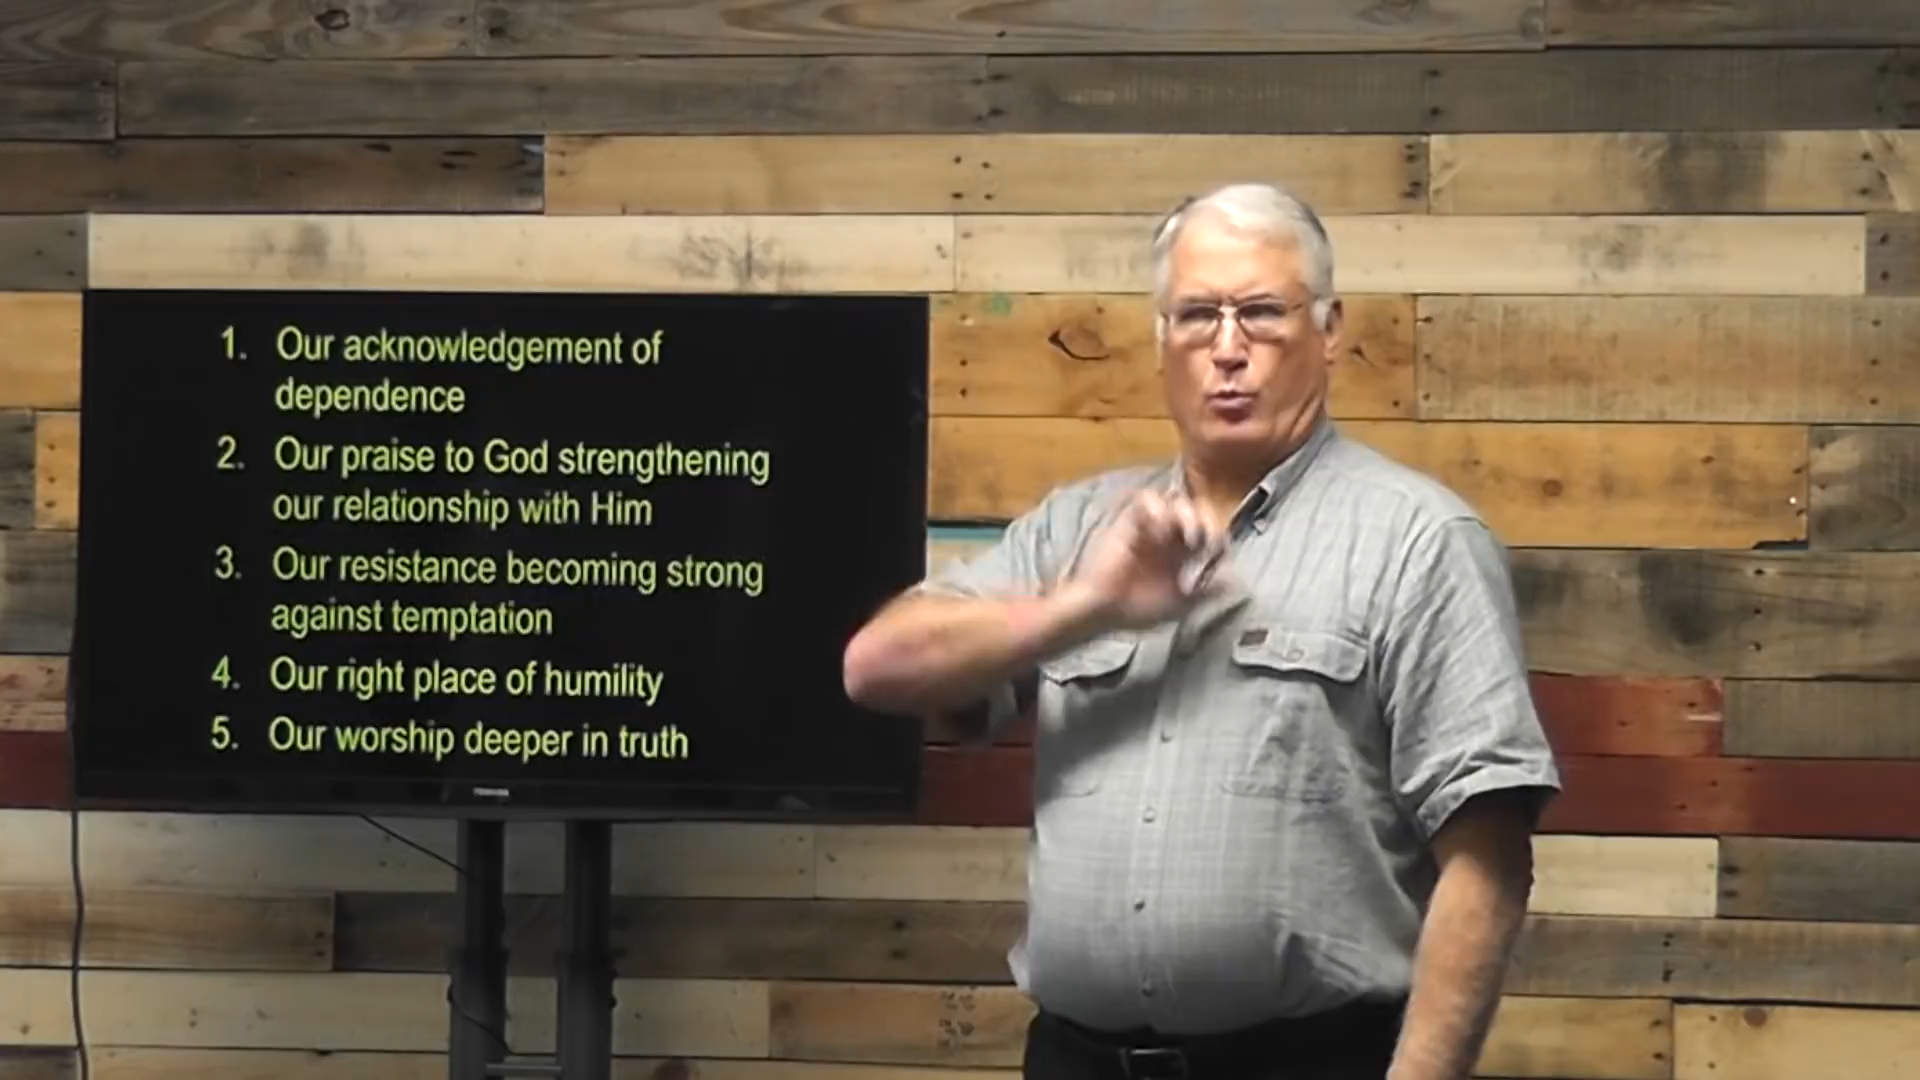 1. Our acknowledgement of
dependence
2. Our praise to God strengthening
our relationship with Him
3. Our resistance becoming strong
against temptation
4. Our right place of humility
5. Our worship deeper in truth
TOSHIBA